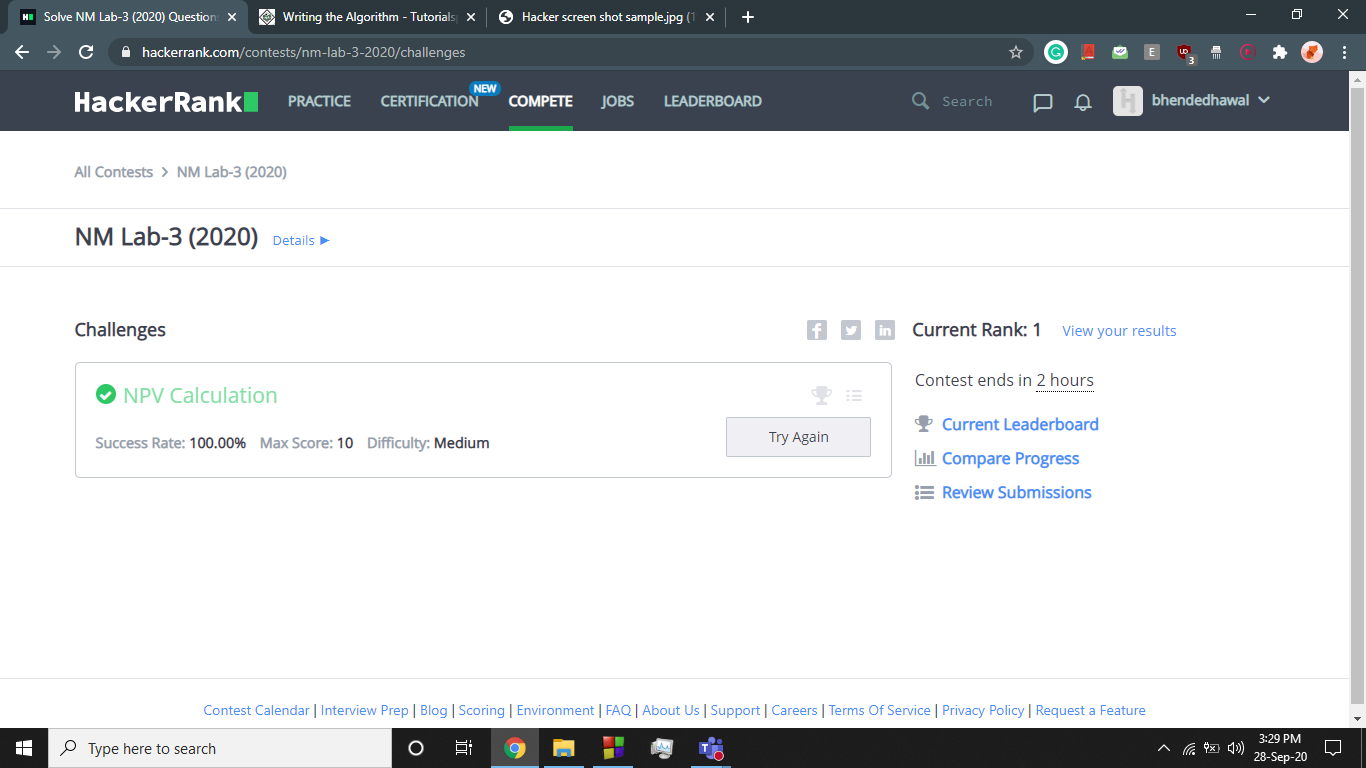 Solve NM Lab-3 (2020) Question
Writing the Algorithm - Tutorials
Hacker screen shot sample.jpg (1
hackerrank.com/contests/nm-lab-3-2020/challenges
HackerRank
PRACTICE
CERTIFICATION
NEW
COMPETE
JOBS
LEADERBOARD
Search
bhendedhawal
All Contests > NM Lab-3 (2020)
NM Lab-3 (2020) Details ▶
Challenges
NPV Calculation
Success Rate: 100.00% Max Score: 10 Difficulty: Medium
Try Again
Current Rank: 1 View your results
Contest ends in 2 hours
Current Leaderboard
Compare Progress
Review Submissions
Contest Calendar | Interview Prep | Blog | Scoring | Environment | FAQ | About Us | Support | Careers | Terms Of Service | Privacy Policy | Request a Feature
Type here to search
3:29 PM
28-Sep-20